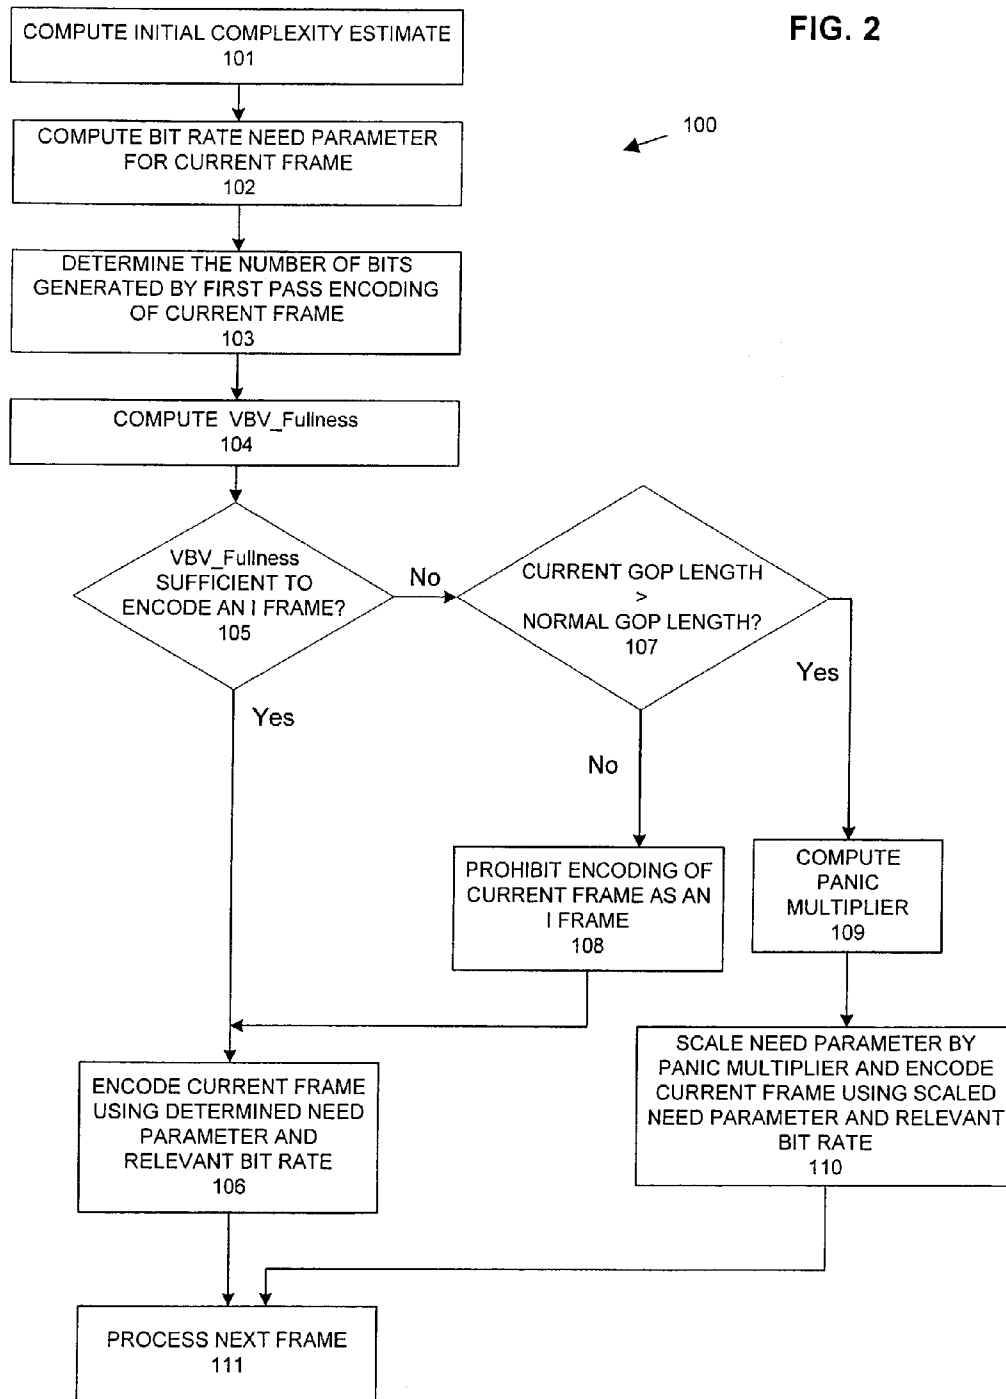 FIG. 2
COMPUTE INITIAL COMPLEXITY ESTIMATE
101
100
COMPUTE BIT RATE NEED PARAMETER
FOR CURRENT FRAME
102
DETERMINE THE NUMBER OF BITS
GENERATED BY FIRST PASS ENCODING
OF CURRENT FRAME
103
COMPUTE VBV_Fullness
104
VBV_Fullness
SUFFICIENT TO
ENCODE AN I FRAME?
105
No
CURRENT GOP LENGTH
>
NORMAL GOP LENGTH?
107
Yes
Yes
No
PROHIBIT ENCODING OF
CURRENT FRAME AS AN
I FRAME
108
COMPUTE
PANIC
MULTIPLIER
109
ENCODE CURRENT FRAME
USING DETERMINED NEED
PARAMETER AND
RELEVANT BIT RATE
106
SCALE NEED PARAMETER BY
PANIC MULTIPLIER AND ENCODE
CURRENT FRAME USING SCALED
NEED PARAMETER AND RELEVANT
BIT RATE
110
PROCESS NEXT FRAME
111